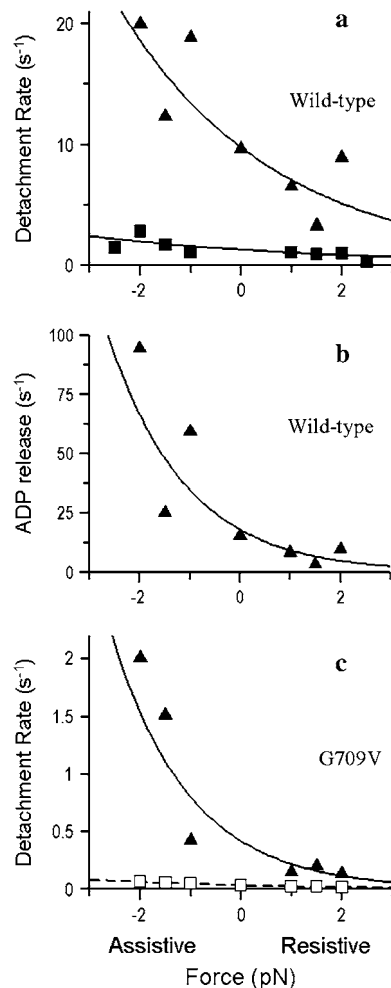 a
Wild-type
Detachment Rate (s⁻¹)
20
10
0
-2 0 2
b
Wild-type
ADP release (s⁻¹)
100
75
50
25
0
-2 0 2
c
G709V
Detachment Rate (s⁻¹)
2
1.5
1
0.5
0
-2 0 2
Assistive Resistive
Force (pN)